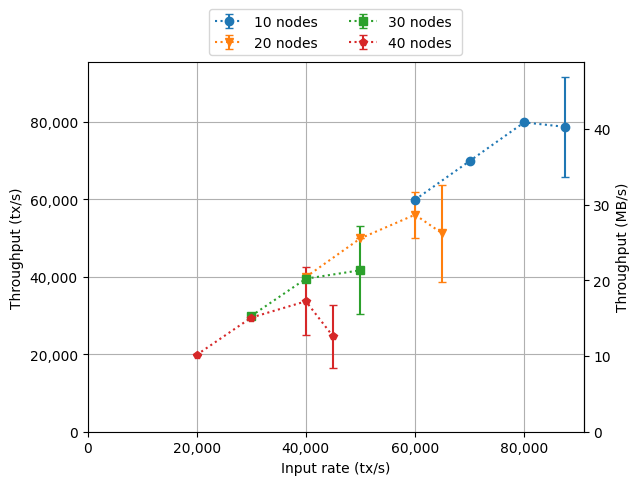 10 nodes 30 nodes
20 nodes 40 nodes
80,000
60,000
40,000
20,000
0
Throughput (tx/s)
40
30
20
10
0
Throughput (MB/s)
0 20,000 40,000 60,000 80,000
Input rate (tx/s)